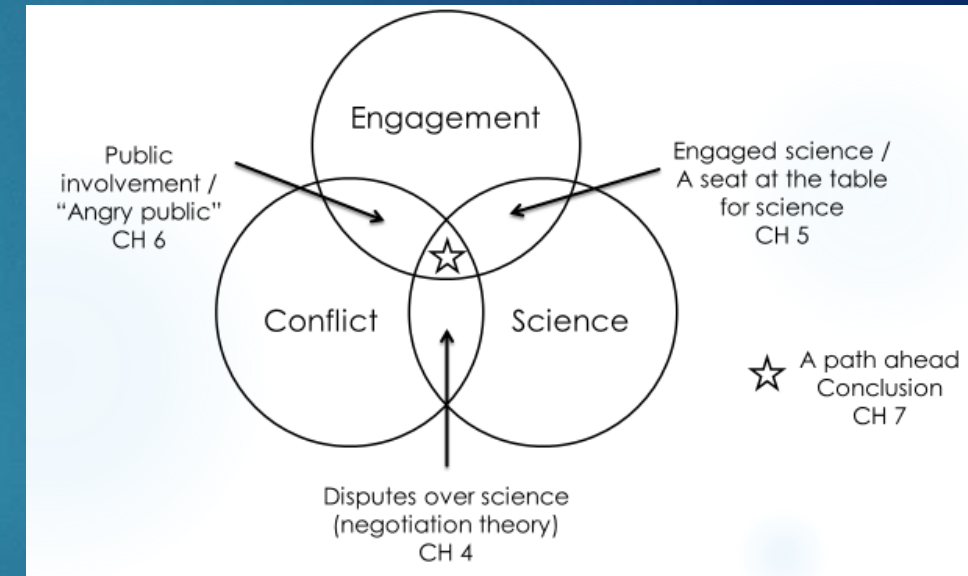 Engagement
Public
involvement /
“Angry public”
CH 6
Engaged science /
A seat at the table
for science
CH 5
Conflict
Science
A path ahead
Conclusion
CH 7
Disputes over science
(negotiation theory)
CH 4